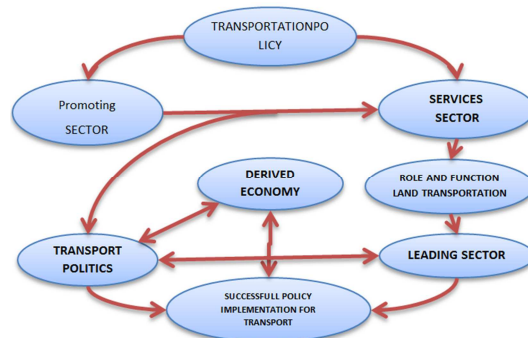 TRANSPORTATIONPO
LICY
Promoting
SECTOR
SERVICES
SECTOR
DERIVED
ECONOMY
ROLE AND FUNCTION
LAND TRANSPORTATION
TRANSPORT
POLITICS
LEADING SECTOR
SUCCESSFULL POLICY
IMPLEMENTATION FOR
TRANSPORT